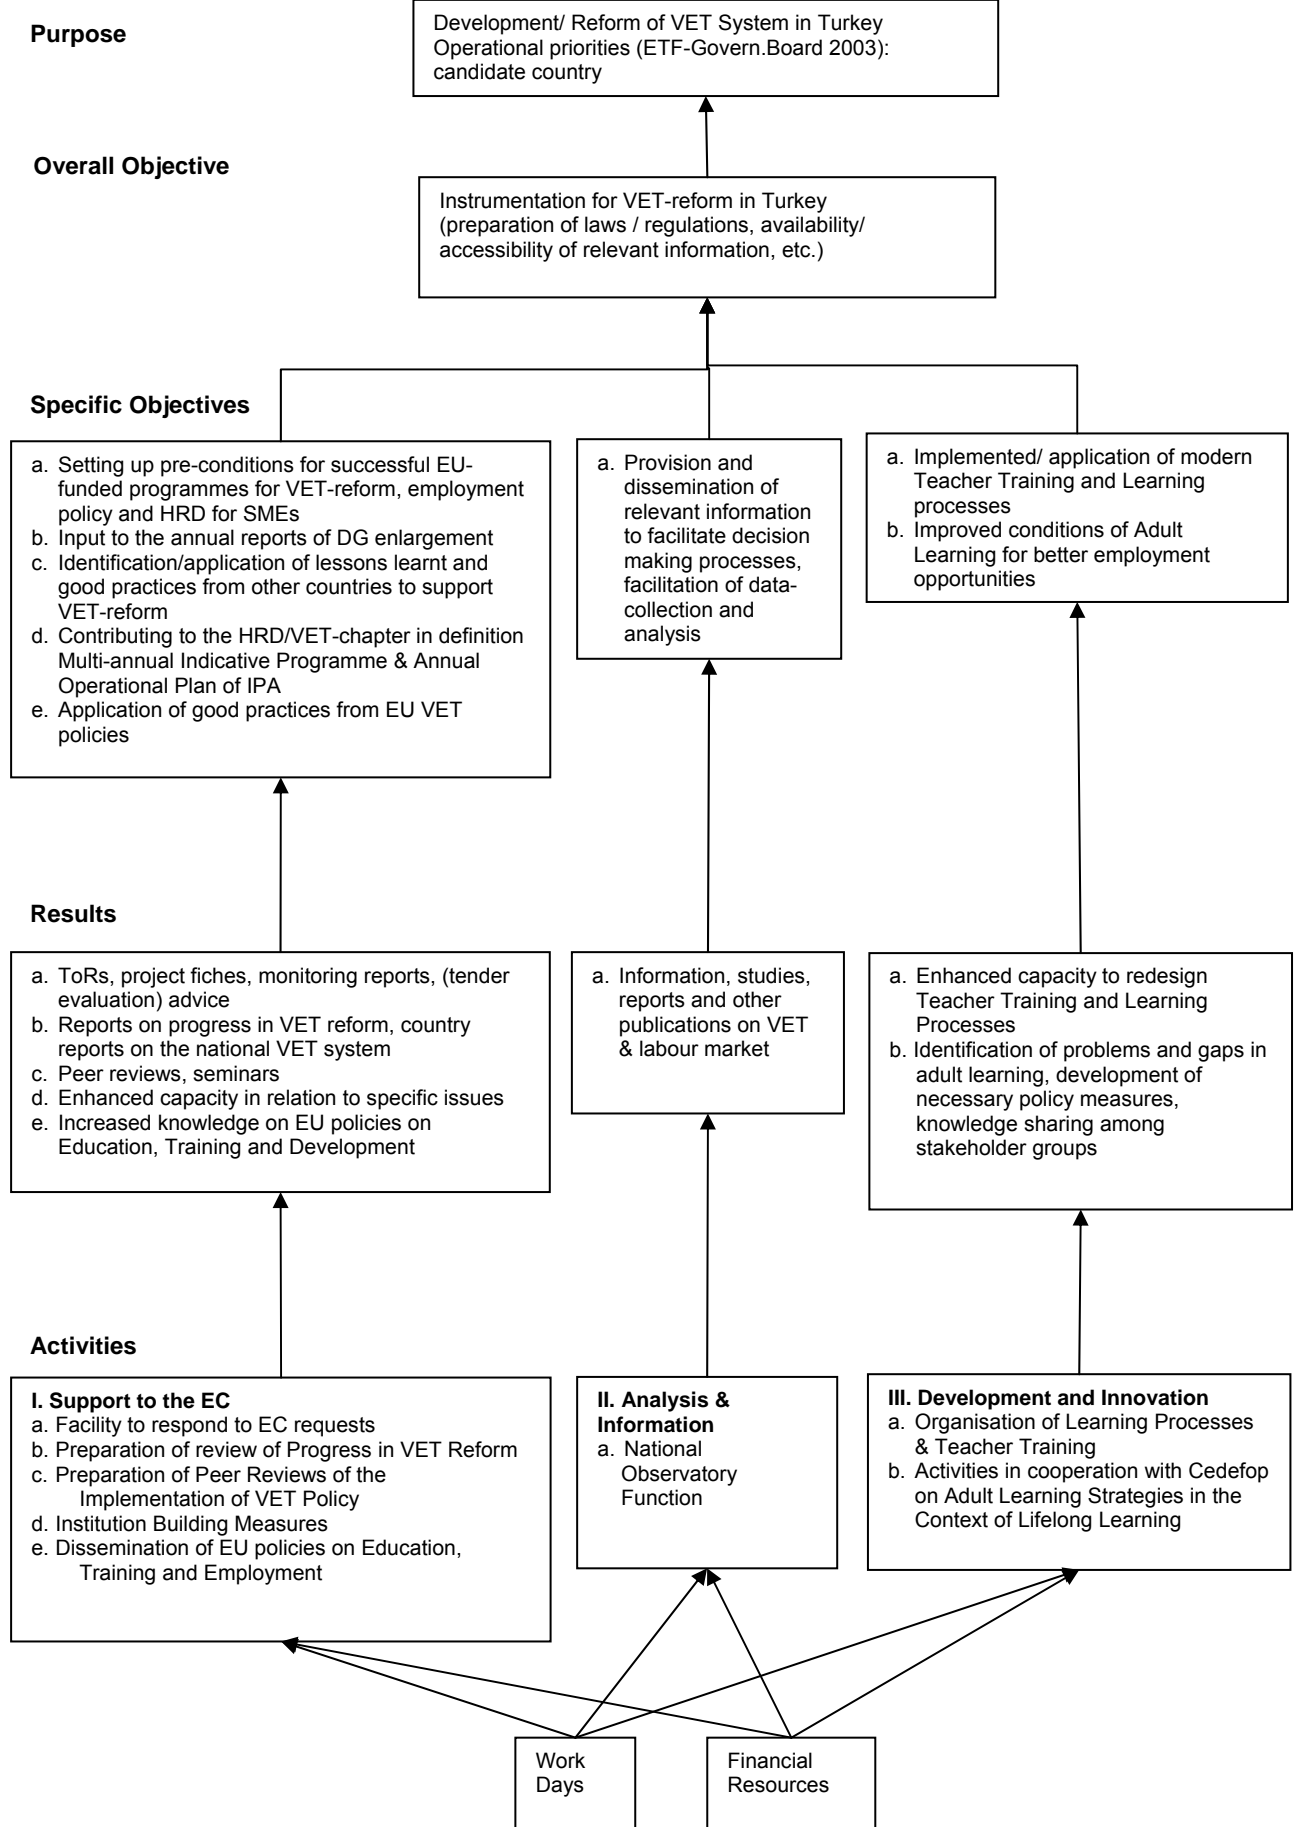 Purpose
Development/ Reform of VET System in Turkey
Operational priorities (ETF-Govern.Board 2003):
candidate country
Overall Objective
Instrumentation for VET-reform in Turkey
(preparation of laws / regulations, availability/
accessibility of relevant information, etc.)
Specific Objectives
a. Setting up pre-conditions for successful EU-
funded programmes for VET-reform, employment
policy and HRD for SMEs
b. Input to the annual reports of DG enlargement
c. Identification/application of lessons learnt and
good practices from other countries to support
VET-reform
d. Contributing to the HRD/VET-chapter in definition
Multi-annual Indicative Programme & Annual
Operational Plan of IPA
e. Application of good practices from EU VET
policies
a. Provision and
dissemination of
relevant information
to facilitate decision
making processes,
facilitation of data-
collection and
analysis
a. Implemented/ application of modern
Teacher Training and Learning
processes
b. Improved conditions of Adult
Learning for better employment
opportunities
Results
a. ToRs, project fiches, monitoring reports, (tender
evaluation) advice
b. Reports on progress in VET reform, country
reports on the national VET system
c. Peer reviews, seminars
d. Enhanced capacity in relation to specific issues
e. Increased knowledge on EU policies on
Education, Training and Development
a. Information, studies,
reports and other
publications on VET
& labour market
a. Enhanced capacity to redesign
Teacher Training and Learning
Processes
b. Identification of problems and gaps in
adult learning, development of
necessary policy measures,
knowledge sharing among
stakeholder groups
Activities
I. Support to the EC
a. Facility to respond to EC requests
b. Preparation of review of Progress in VET Reform
c. Preparation of Peer Reviews of the
Implementation of VET Policy
d. Institution Building Measures
e. Dissemination of EU policies on Education,
Training and Employment
II. Analysis &
Information
a. National
Observatory
Function
III. Development and Innovation
a. Organisation of Learning Processes
& Teacher Training
b. Activities in cooperation with Cedefop
on Adult Learning Strategies in the
Context of Lifelong Learning
Work
Days
Financial
Resources